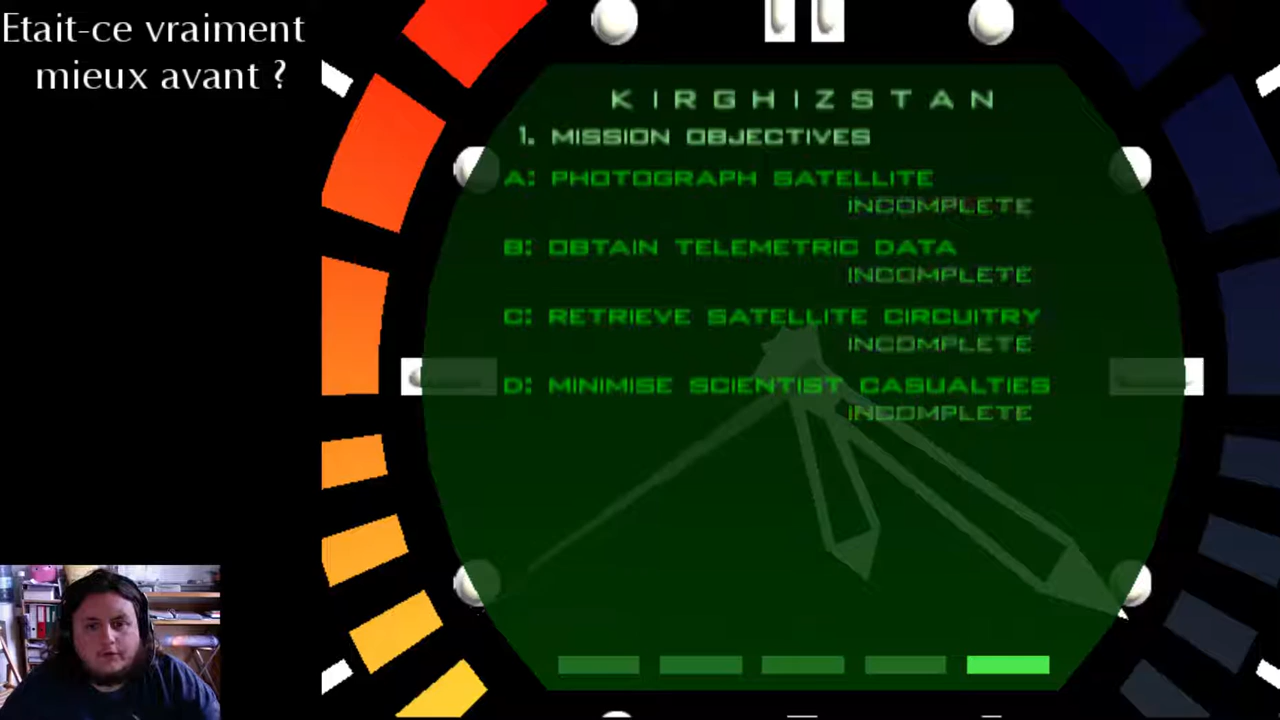 Etait-ce vraiment
mieux avant ?
KIRGHIZSTAN
1. MISSION OBJECTIVES
A: PHOTOGRAPH SATELLITE
INCOMPLETE
B: OBTAIN TELEMETRIC DATA
INCOMPLETE
C: RETRIEVE SATELLITE CIRCUITRY
INCOMPLETE
D: MINIMISE SCIENTIST CASUALTIES
INCOMPLETE